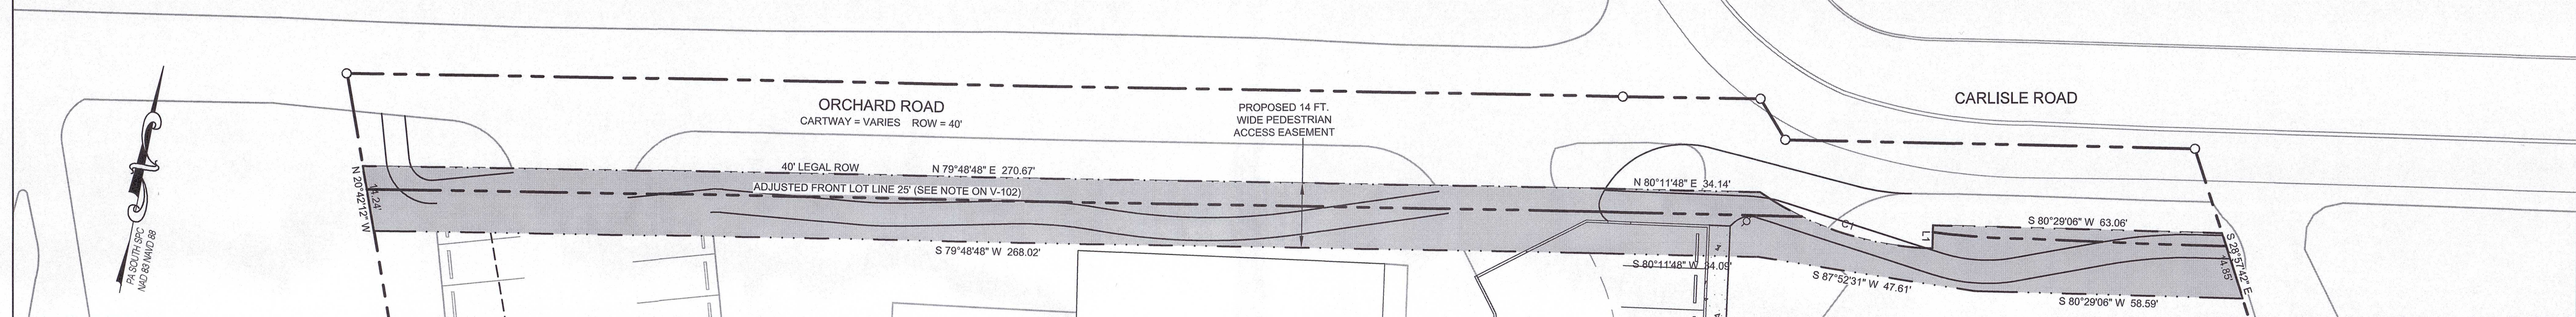 ORCHARD ROAD
CARTWAY = VARIES ROW = 40'
PROPOSED 14 FT.
WIDE PEDESTRIAN
ACCESS EASEMENT
CARLISLE ROAD
PA SOUTH SPC
NAD 83 NAVD 88
N 20°42'12" W
14.24'
40' LEGAL ROW
N 79°48'48" E 270.67'
ADJUSTED FRONT LOT LINE 25' (SEE NOTE ON V-102)
S 79°48'48" W 268.02'
N 80°11'48" E 34.14'
S 80°11'48" W 34.09'
C1
L1
S 87°52'31" W 47.61'
S 80°29'06" W 63.06'
S 80°29'06" W 58.59'
S 28°57'42" E
14.85'